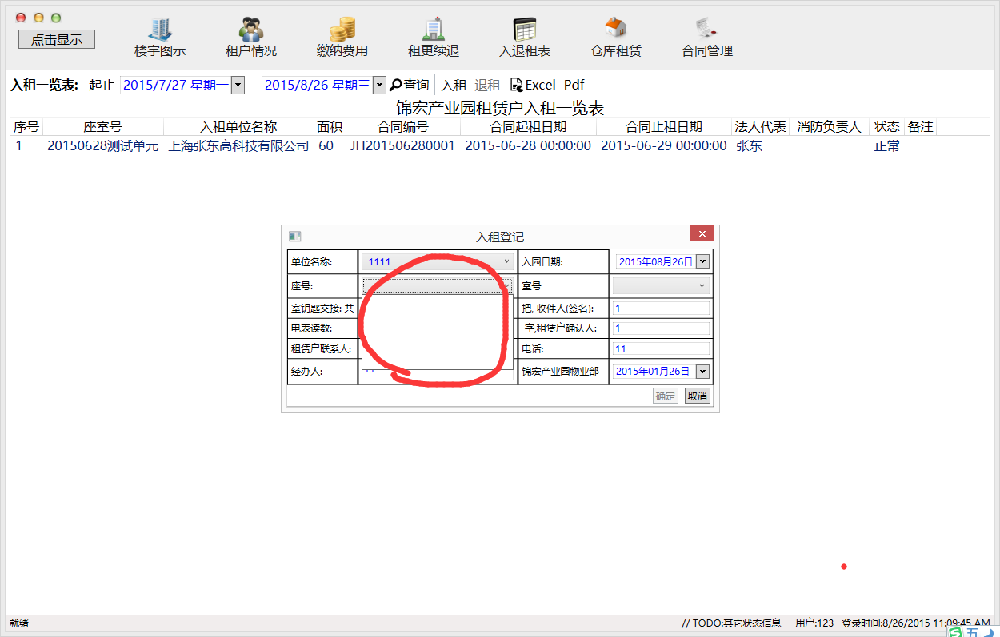 点击显示
楼宇图示 租户情况 缴纳费用 租更续退 入退租表 仓库租赁 合同管理
入租一览表: 起止 2015/7/27 星期一 - 2015/8/26 星期三 查询 入租 退租 Excel Pdf
锦宏产业园租赁户入租一览表
序号 座室号 入租单位名称 面积 合同编号 合同起租日期 合同止租日期 法人代表 消防负责人 状态 备注
1 20150628测试单元 上海张东高科技有限公司 60 JH201506280001 2015-06-28 00:00:00 2015-06-29 00:00:00 张东 正常
入租登记
单位名称: 1111 入园日期: 2015年08月26日
座号: 室号
室钥匙交接: 共 把, 收件人(签名): 1
电表读数: 字,租赁户确认人: 1
租赁户联系人: 电话: 11
经办人: 锦宏产业园物业部 2015年01月26日
确定 取消
就绪 // TODO:其它状态信息 用户:123 登录时间:8/26/2015 11:09:45 AM
五